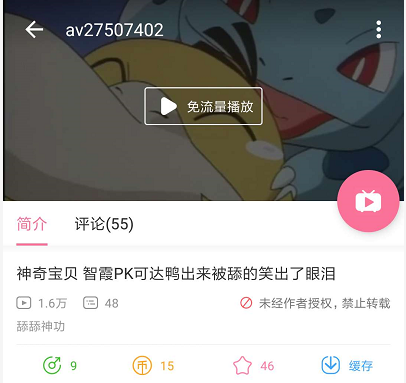 av27507402
免流量播放
简介 评论(55)
神奇宝贝 智霞PK可达鸭出来被舔的笑出了眼泪
1.6万 48 未经作者授权，禁止转载
舔舔神功
9 15 46 缓存